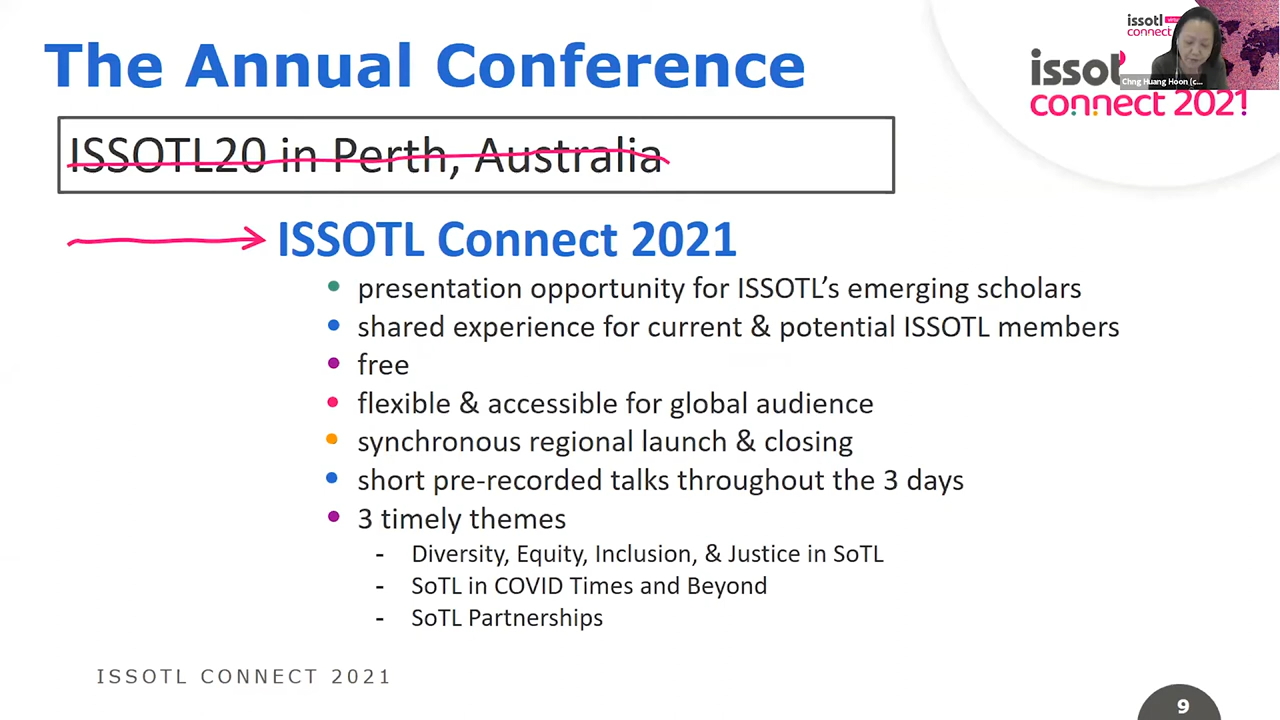 The Annual Conference
issotl
connect
Chng Huang Hoon (c...
issotl
connect 2021
ISSOTL20 in Perth, Australia
ISSOTL Connect 2021
presentation opportunity for ISSOTL’s emerging scholars
shared experience for current & potential ISSOTL members
free
flexible & accessible for global audience
synchronous regional launch & closing
short pre-recorded talks throughout the 3 days
3 timely themes
- Diversity, Equity, Inclusion, & Justice in SoTL
- SoTL in COVID Times and Beyond
- SoTL Partnerships
ISSOTL CONNECT 2021
9